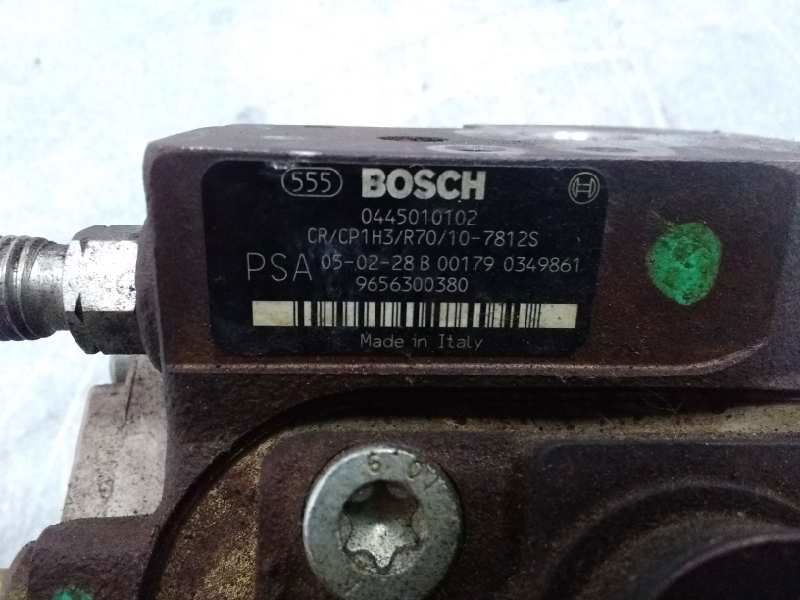 555 BOSCH
0445010102
CR/CP1H3/R70/10-7812S
PSA 05-02-28 B 00179 0349861
9656300380
Made in Italy